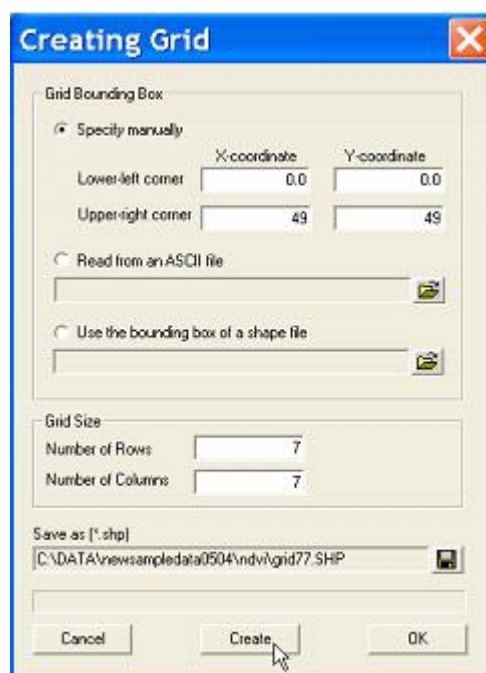 Creating Grid
Grid Bounding Box
Specify manually
X-coordinate Y-coordinate
Lower-left corner 0.0 0.0
Upper-right corner 49 49
Read from an ASCII file
Use the bounding box of a shape file
Grid Size
Number of Rows 7
Number of Columns 7
Save as (*.shp)
C:\DATA\newsampledata0504\ndvi\grid77.SHP
Cancel Create OK